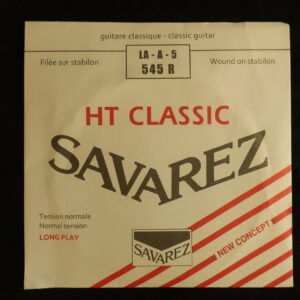 guitare classique - classic guitar
LA - A - 5
545 R
Filée sur stabilon
Wound on stabilon
HT CLASSIC
SAVAREZ
Tension normale
Normal tension
LONG PLAY
SAVAREZ
NEW CONCEPT